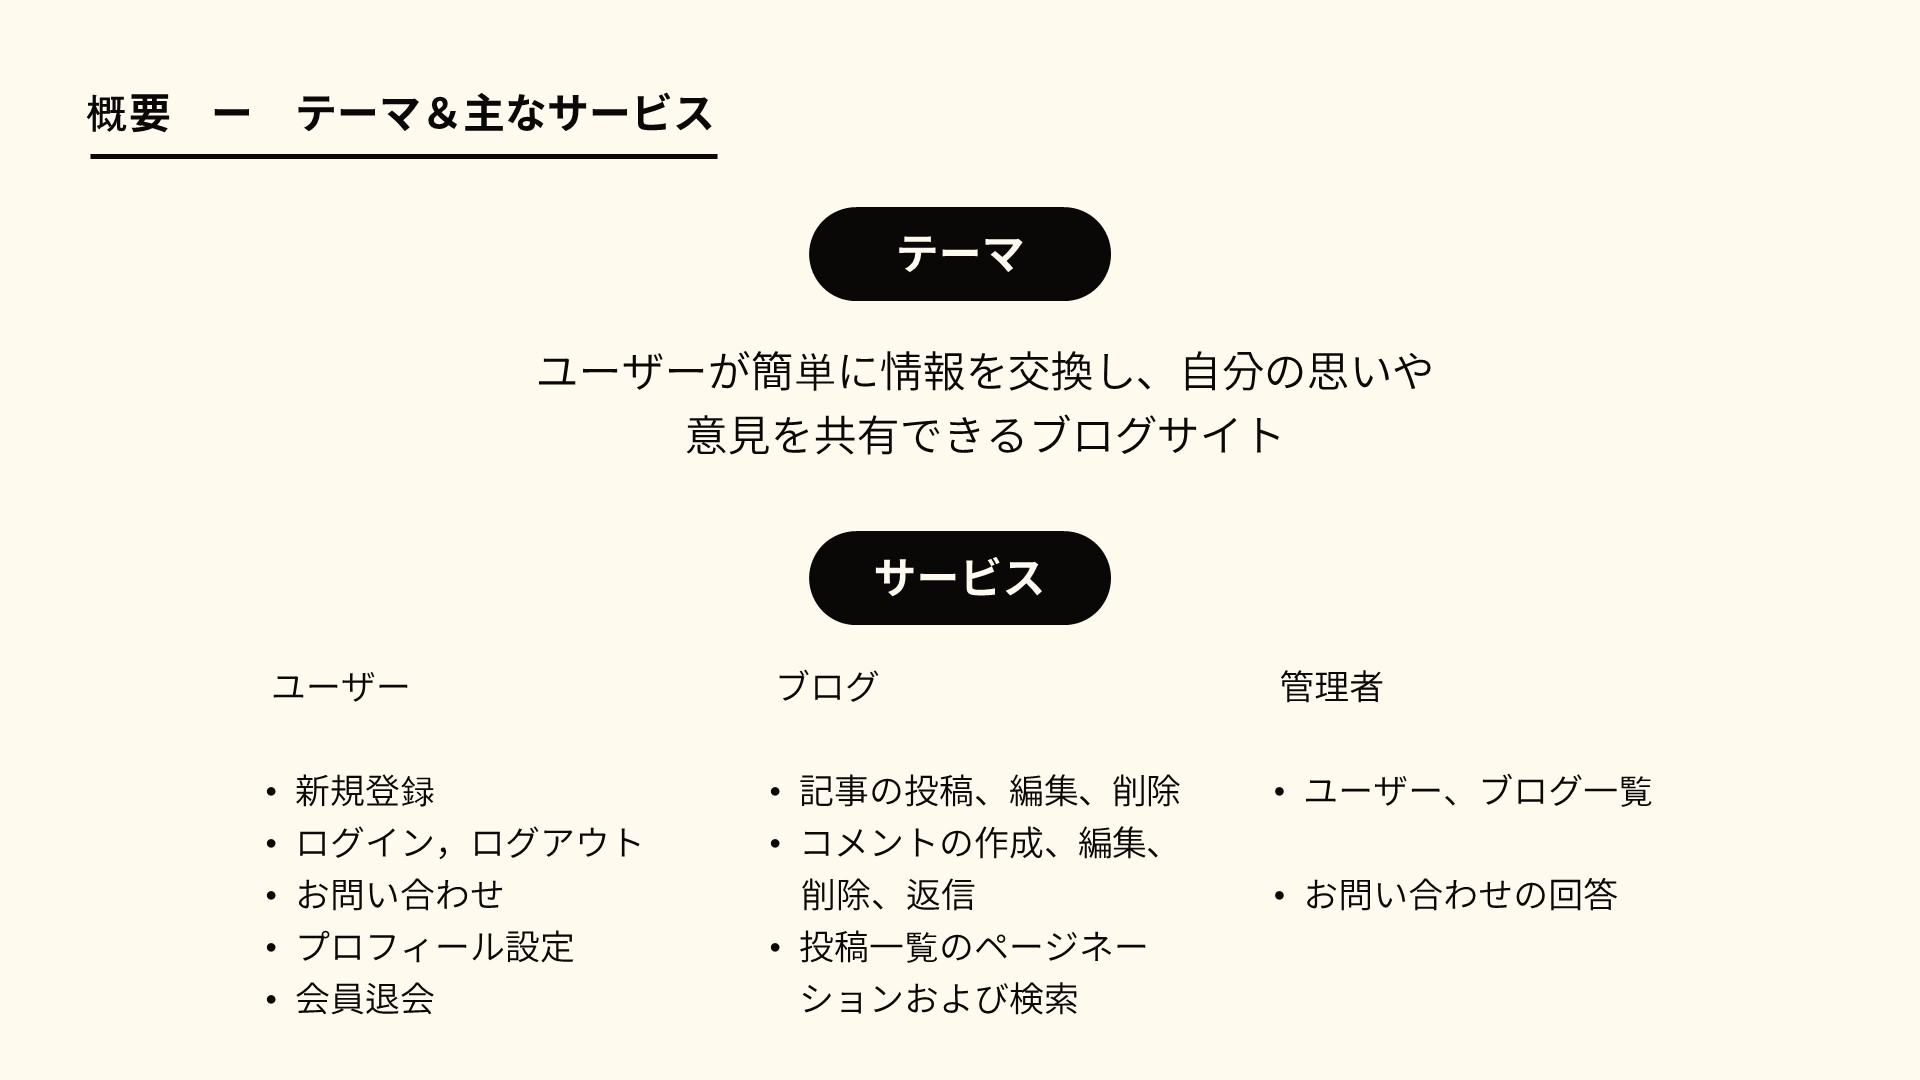 概要　ー　テーマ＆主なサービス
テーマ
ユーザーが簡単に情報を交換し、自分の思いや
意見を共有できるブログサイト
サービス
ユーザー
• 新規登録
• ログイン，ログアウト
• お問い合わせ
• プロフィール設定
• 会員退会
ブログ
• 記事の投稿、編集、削除
• コメントの作成、編集、
削除、返信
• 投稿一覧のページネー
ションおよび検索
管理者
• ユーザー、ブログ一覧
• お問い合わせの回答